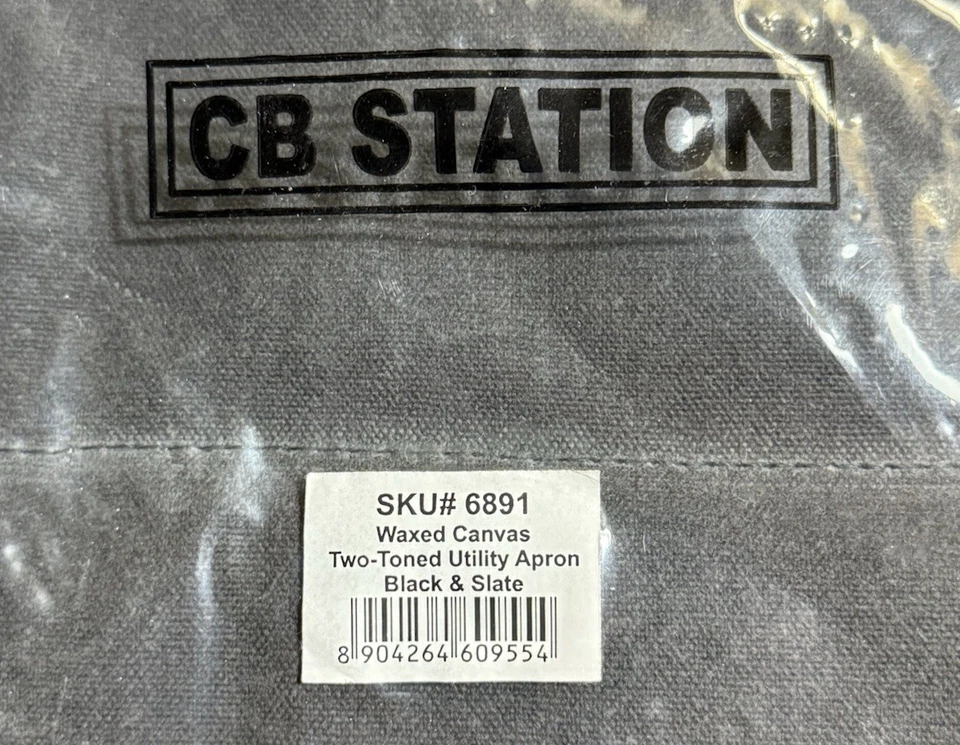 CB STATION
SKU# 6891
Waxed Canvas
Two-Toned Utility Apron
Black & Slate
8 904264 609554